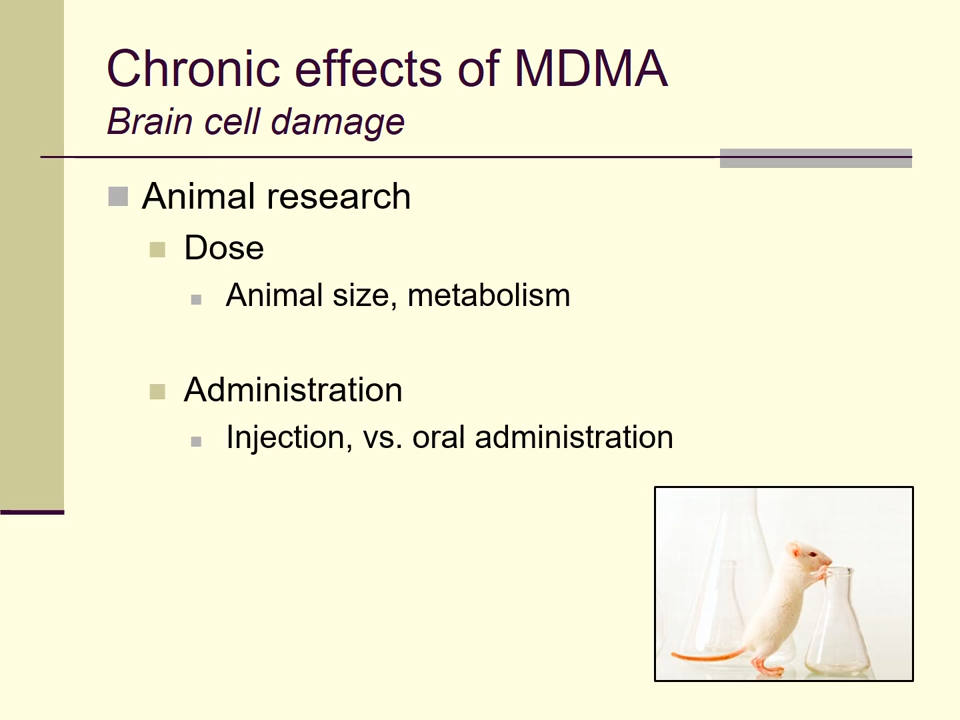 Chronic effects of MDMA
Brain cell damage
Animal research
Dose
Animal size, metabolism
Administration
Injection, vs. oral administration